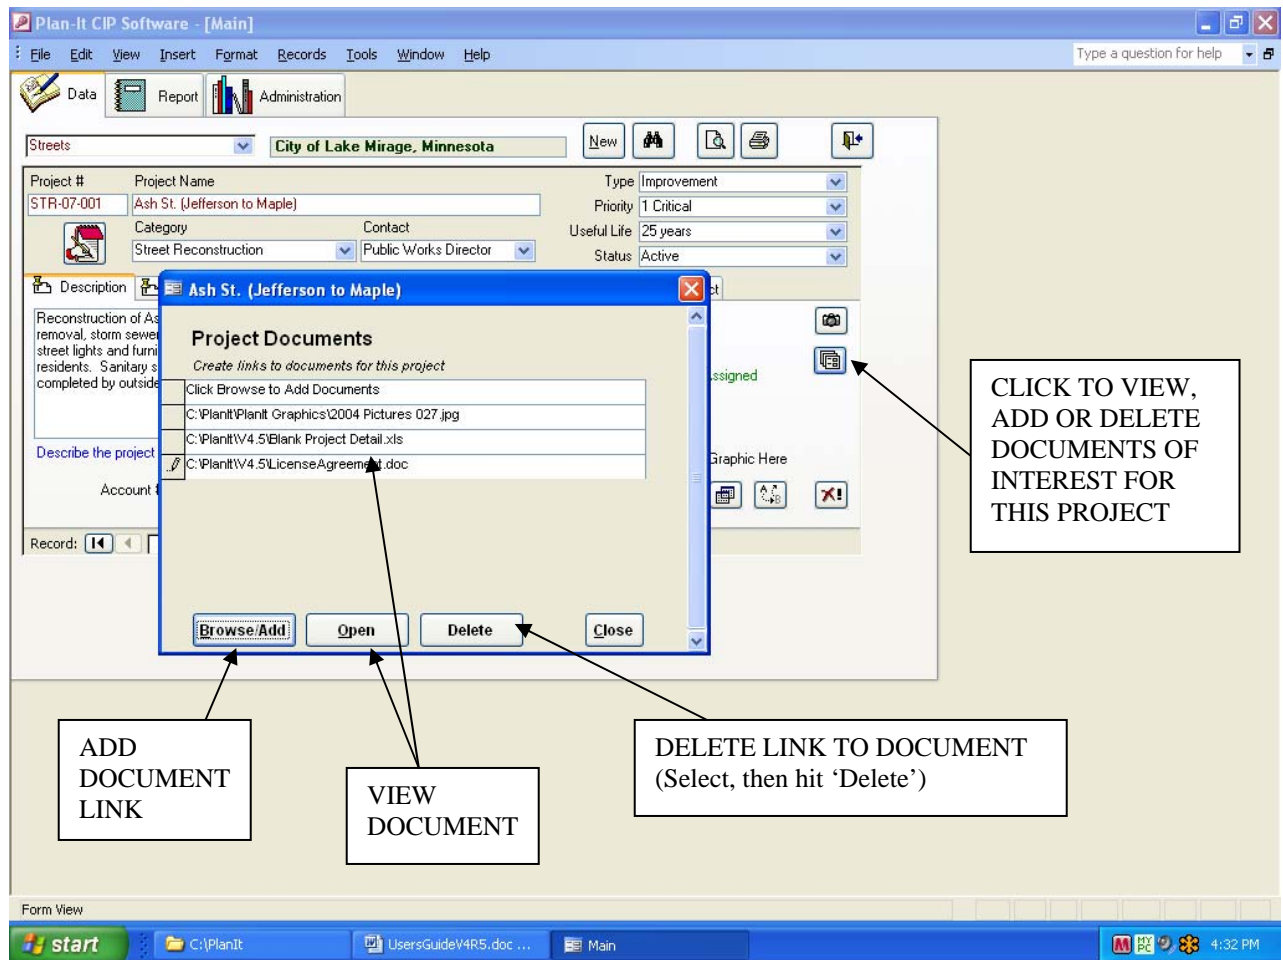 Plan-It CIP Software - [Main]
File Edit View Insert Format Records Tools Window Help
Type a question for help
Data Report Administration
Streets
City of Lake Mirage, Minnesota
New
Project # Project Name
Type Improvement
STR-07-001 Ash St. (Jefferson to Maple)
Priority 1 Critical
Category Contact
Useful Life 25 years
Street Reconstruction Public Works Director
Status Active
Description
Ash St. (Jefferson to Maple)
ct
Reconstruction of As
removal, storm sewer
street lights and furni
residents. Sanitary s
completed by outside
Project Documents
Create links to documents for this project
Click Browse to Add Documents
C:\PlanIt\PlanIt Graphics\2004 Pictures 027.jpg
C:\PlanIt\V4.5\Blank Project Detail.xls
C:\PlanIt\V4.5\LicenseAgreement.doc
ssigned
Describe the project
Graphic Here
Account #
Record:
Browse/Add Open Delete Close
CLICK TO VIEW,
ADD OR DELETE
DOCUMENTS OF
INTEREST FOR
THIS PROJECT
ADD
DOCUMENT
LINK
VIEW
DOCUMENT
DELETE LINK TO DOCUMENT
(Select, then hit ‘Delete’)
Form View
start C:\PlanIt UsersGuideV4R5.doc ... Main 4:32 PM